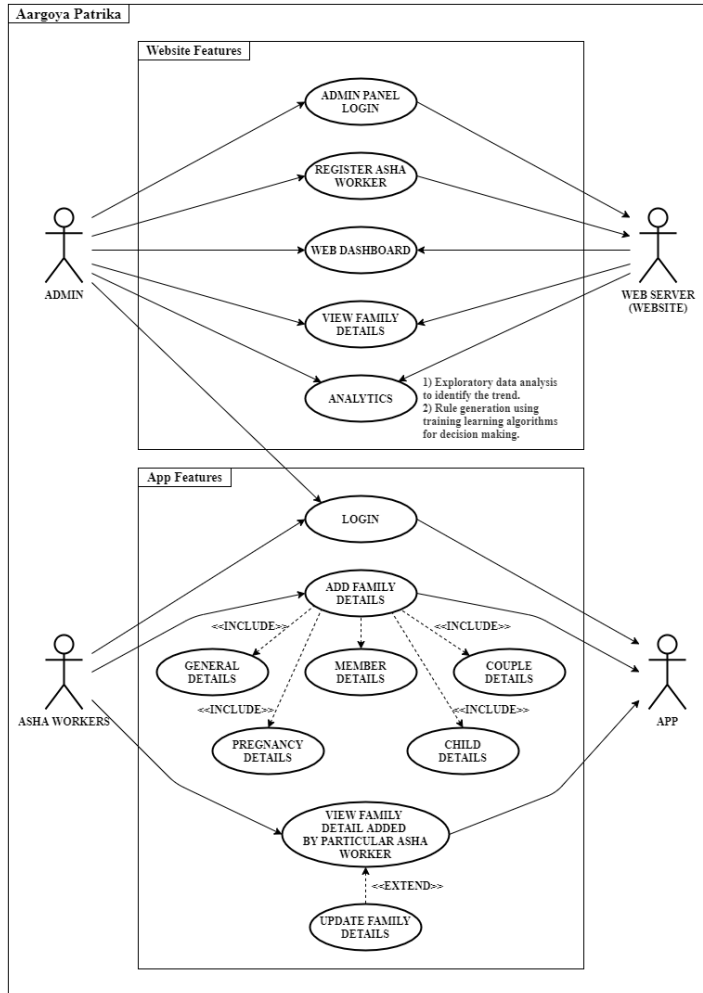 Aargoya Patrika
Website Features
ADMIN PANEL
LOGIN
REGISTER ASHA
WORKER
WEB DASHBOARD
ADMIN
WEB SERVER
(WEBSITE)
VIEW FAMILY
DETAILS
ANALYTICS
1) Exploratory data analysis
to identify the trend.
2) Rule generation using
training learning algorithms
for decision making.
App Features
LOGIN
ADD FAMILY
DETAILS
<<INCLUDE>>
<<INCLUDE>>
GENERAL
DETAILS
MEMBER
DETAILS
COUPLE
DETAILS
ASHA WORKERS
APP
<<INCLUDE>>
<<INCLUDE>>
PREGNANCY
DETAILS
CHILD
DETAILS
VIEW FAMILY
DETAIL ADDED
BY PARTICULAR ASHA
WORKER
<<EXTEND>>
UPDATE FAMILY
DETAILS